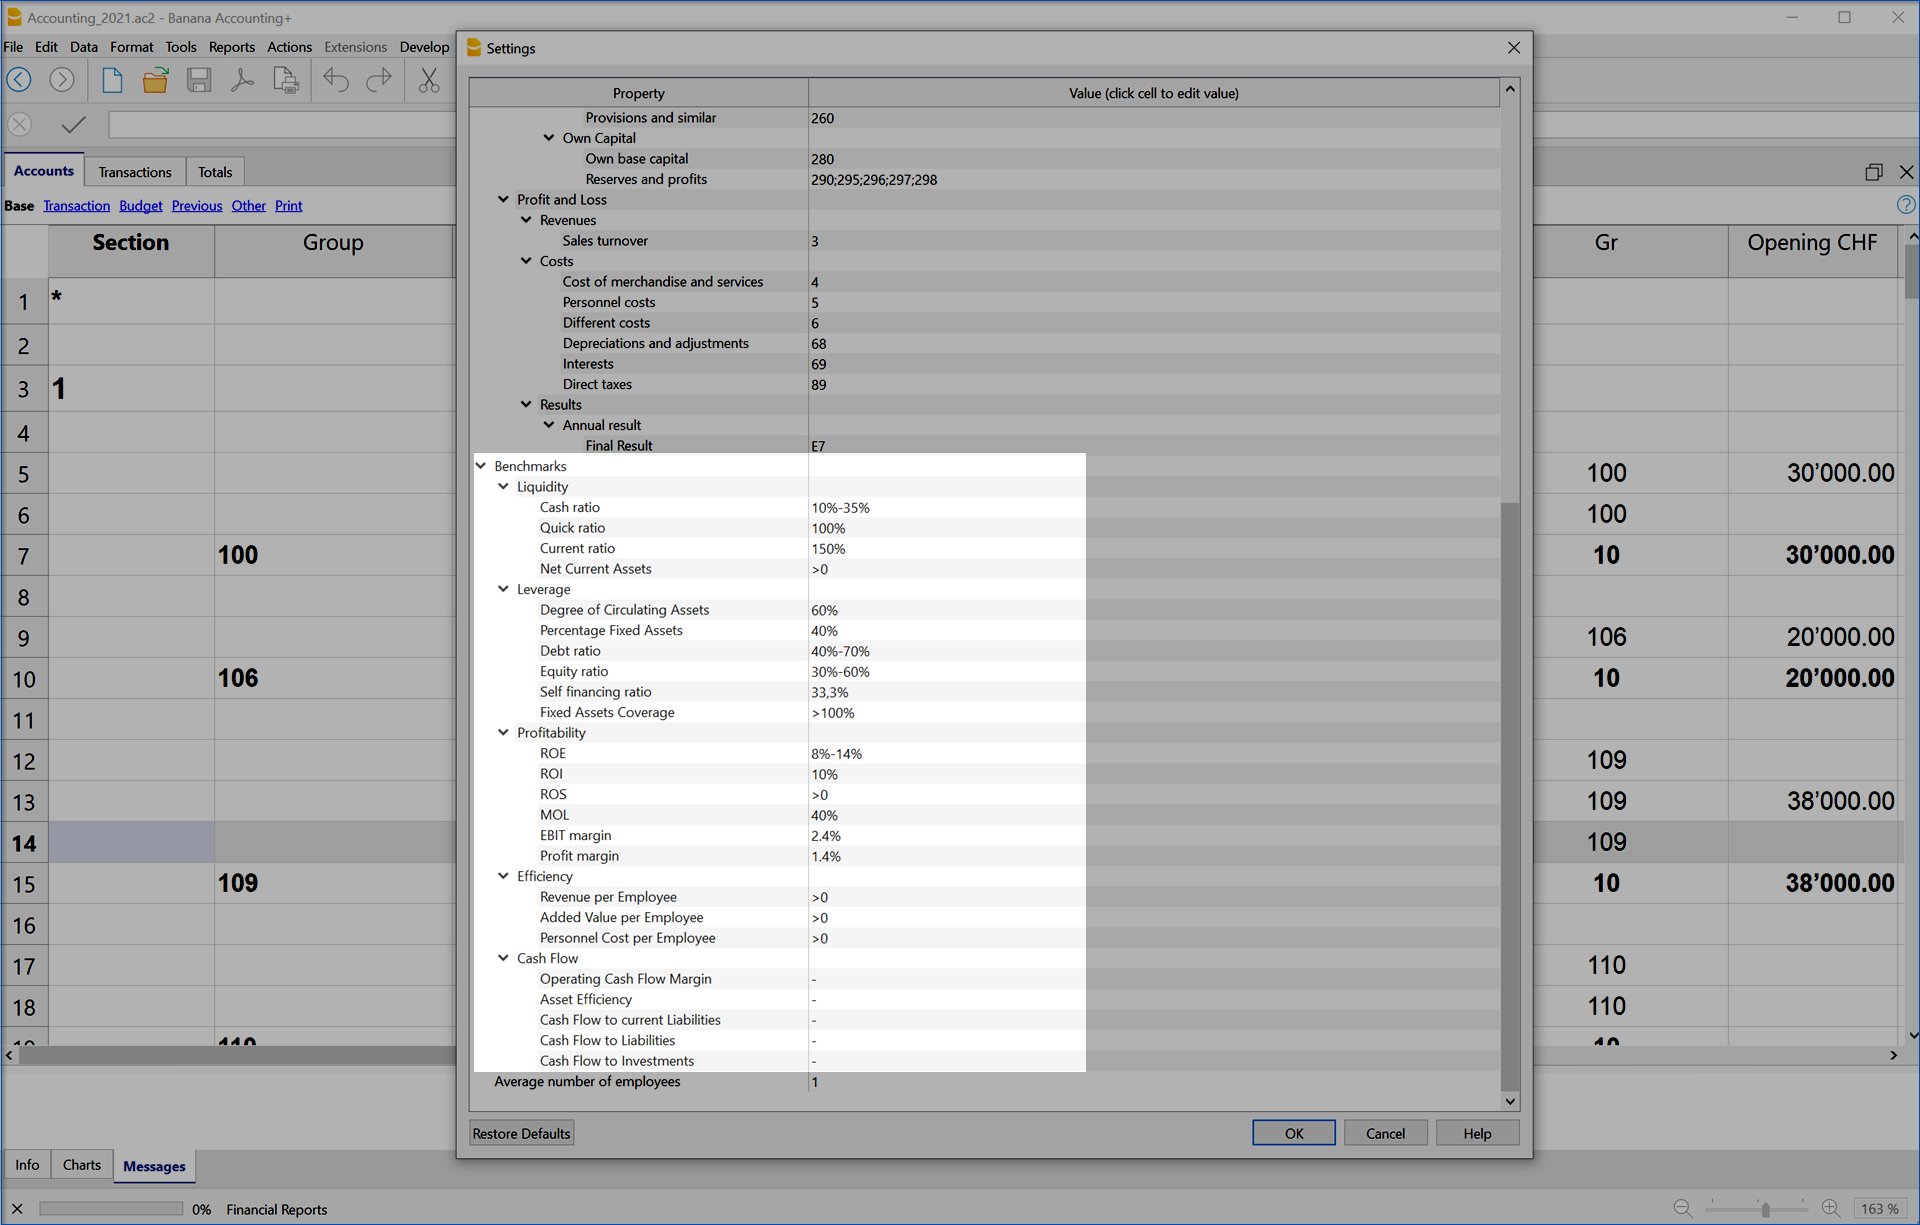 Accounting_2021.ac2 - Banana Accounting+
File Edit Data Format Tools Reports Actions Extensions Develop
Accounts Transactions Totals
Base Transaction Budget Previous Other Print
Section Group Gr Opening CHF
1 *
2
3 1
4
5 100 30’000.00
6 100
7 100 10 30’000.00
8
9 106 20’000.00
10 106 10 20’000.00
11
12 109
13 109 38’000.00
14 109
15 109 10 38’000.00
16
17 110
18 110
19 110 10
Settings
Property Value (click cell to edit value)
Provisions and similar 260
Own Capital
Own base capital 280
Reserves and profits 290;295;296;297;298
Profit and Loss
Revenues
Sales turnover 3
Costs
Cost of merchandise and services 4
Personnel costs 5
Different costs 6
Depreciations and adjustments 68
Interests 69
Direct taxes 89
Results
Annual result
Final Result E7
Benchmarks
Liquidity
Cash ratio 10%-35%
Quick ratio 100%
Current ratio 150%
Net Current Assets >0
Leverage
Degree of Circulating Assets 60%
Percentage Fixed Assets 40%
Debt ratio 40%-70%
Equity ratio 30%-60%
Self financing ratio 33,3%
Fixed Assets Coverage >100%
Profitability
ROE 8%-14%
ROI 10%
ROS >0
MOL 40%
EBIT margin 2.4%
Profit margin 1.4%
Efficiency
Revenue per Employee >0
Added Value per Employee >0
Personnel Cost per Employee >0
Cash Flow
Operating Cash Flow Margin -
Asset Efficiency -
Cash Flow to current Liabilities -
Cash Flow to Liabilities -
Cash Flow to Investments -
Average number of employees 1
Restore Defaults OK Cancel Help
Info Charts Messages
0% Financial Reports 163 %